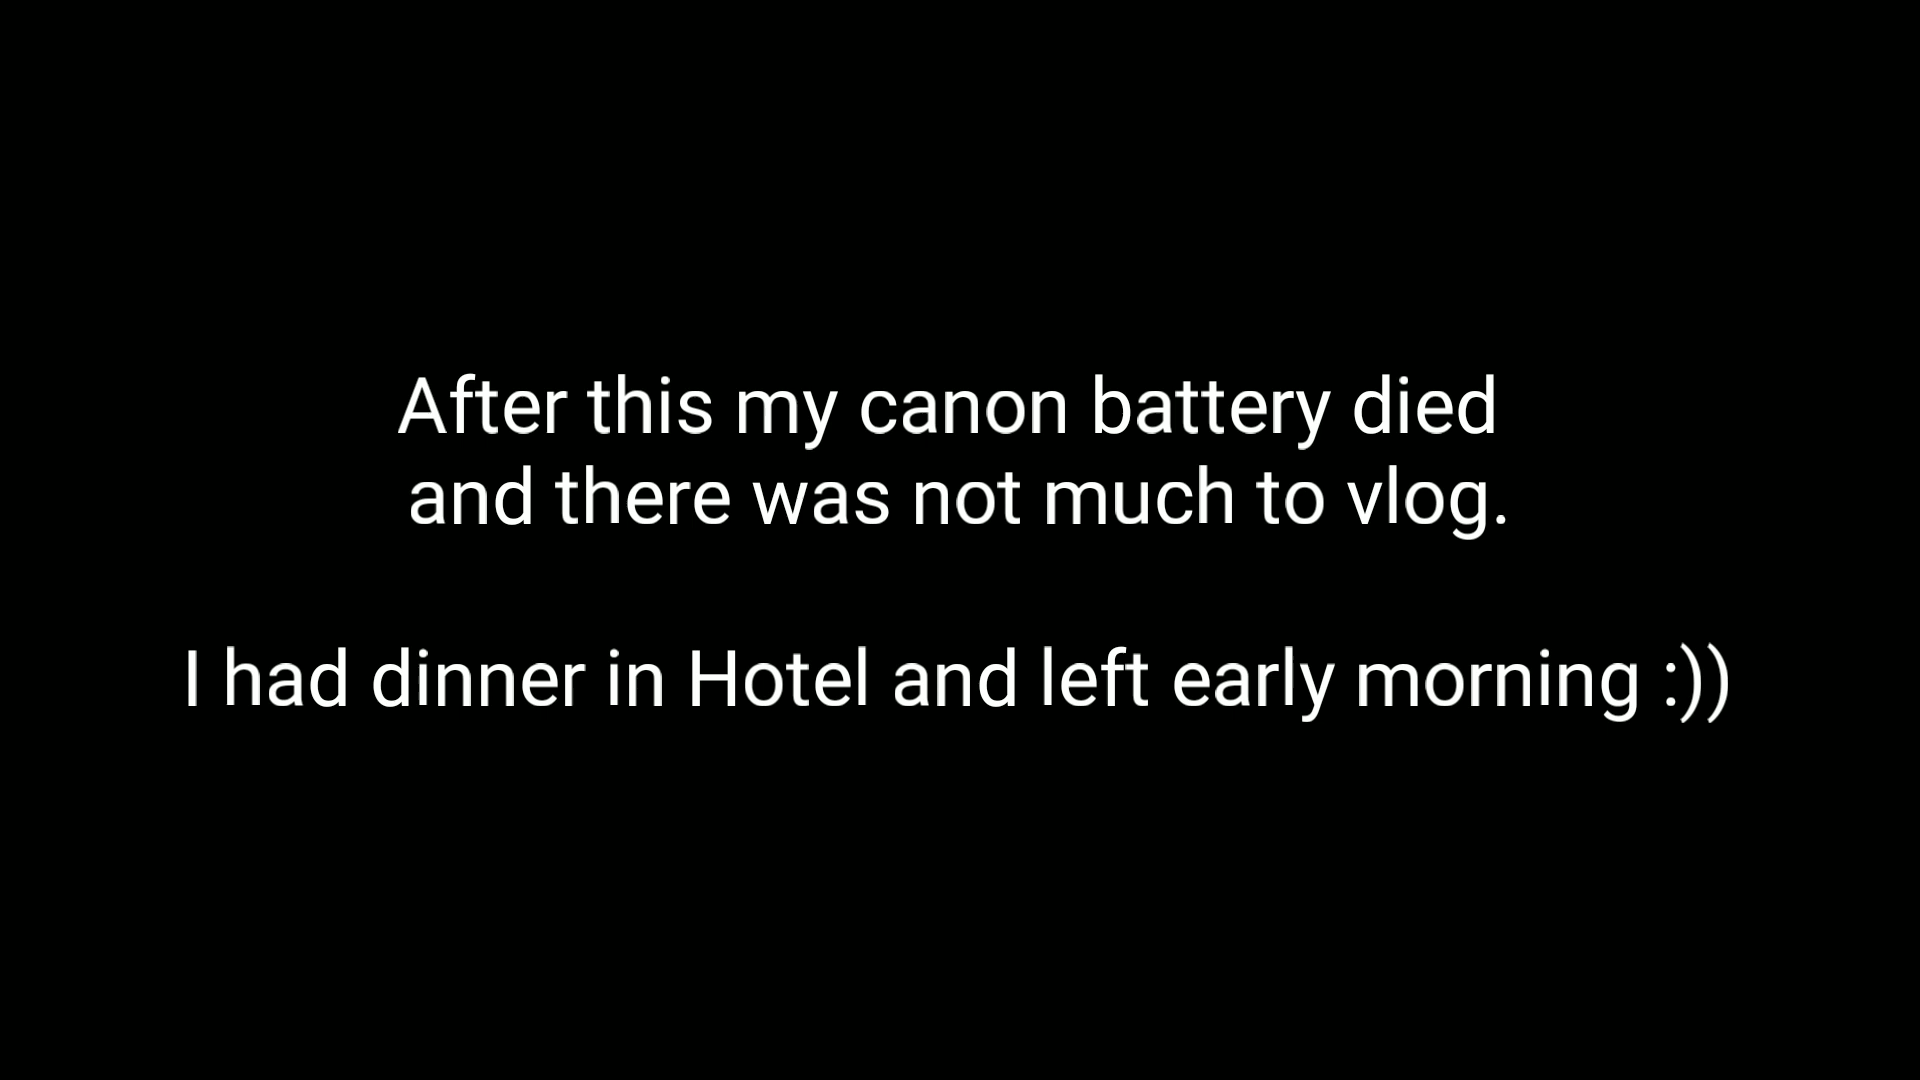 After this my canon battery died
and there was not much to vlog.
I had dinner in Hotel and left early morning :))